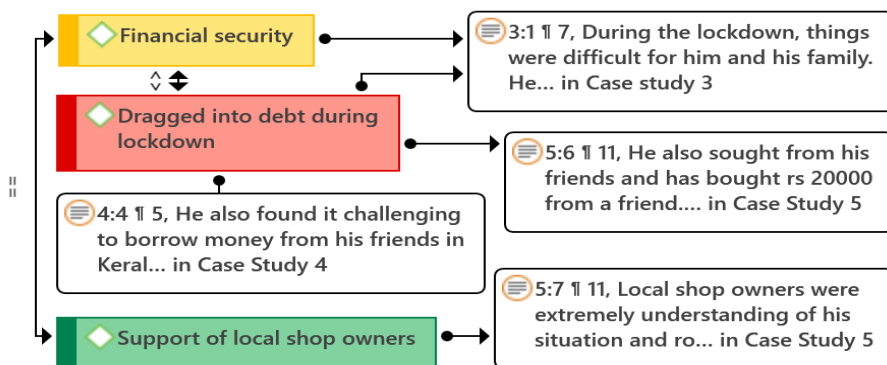 Financial security
3:1 ¶ 7, During the lockdown, things
were difficult for him and his family.
He... in Case study 3
Dragged into debt during
lockdown
5:6 ¶ 11, He also sought from his
friends and has bought rs 20000
from a friend.... in Case Study 5
4:4 ¶ 5, He also found it challenging
to borrow money from his friends in
Keral... in Case Study 4
5:7 ¶ 11, Local shop owners were
extremely understanding of his
situation and ro... in Case Study 5
Support of local shop owners